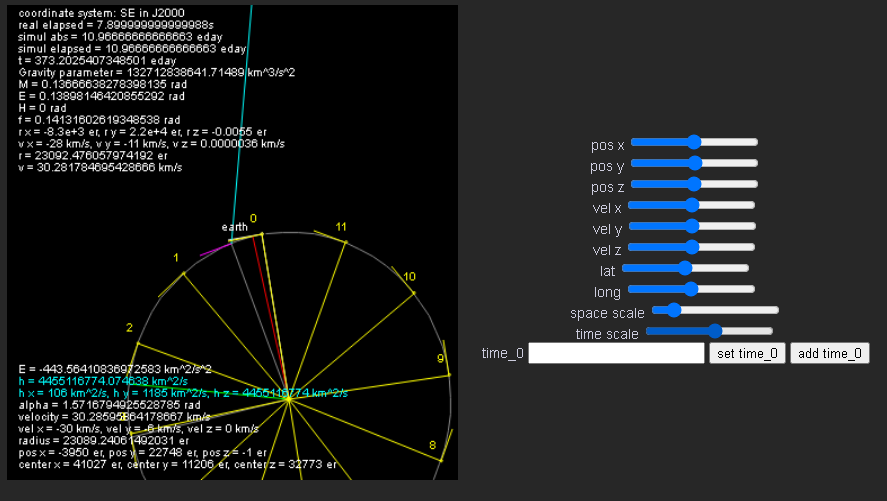 coordinate system: SE in J2000
real elapsed = 7.899999999999988s
simul abs = 10.96666666666663 eday
simul elapsed = 10.96666666666663 eday
t = 373.2025407348501 eday
Gravity parameter = 132712838641.71489 km^3/s^2
M = 0.13666638278398135 rad
E = 0.13898146420855292 rad
H = 0 rad
f = 0.14131602619348538 rad
r x = -8.3e+3 er, r y = 2.2e+4 er, r z = -0.0055 er
v x = -28 km/s, v y = -11 km/s, v z = 0.0000036 km/s
r = 23092.476057974192 er
v = 30.281784695428666 km/s
earth
0
11
1
10
2
9
8
E = -443.56410836972583 km^2/s^2
h = 4455116774.074638 km^2/s
h x = 106 km^2/s, h y = 1185 km^2/s, h z = 4455116774 km^2/s
alpha = 1.5716794925528785 rad
velocity = 30.28595864178667 km/s
vel x = -30 km/s, vel y = -6 km/s, vel z = 0 km/s
radius = 23089.24061492031 er
pos x = -3950 er, pos y = 22748 er, pos z = -1 er
center x = 41027 er, center y = 11206 er, center z = 32773 er
pos x
pos y
pos z
vel x
vel y
vel z
lat
long
space scale
time scale
time_0 set time_0 add time_0